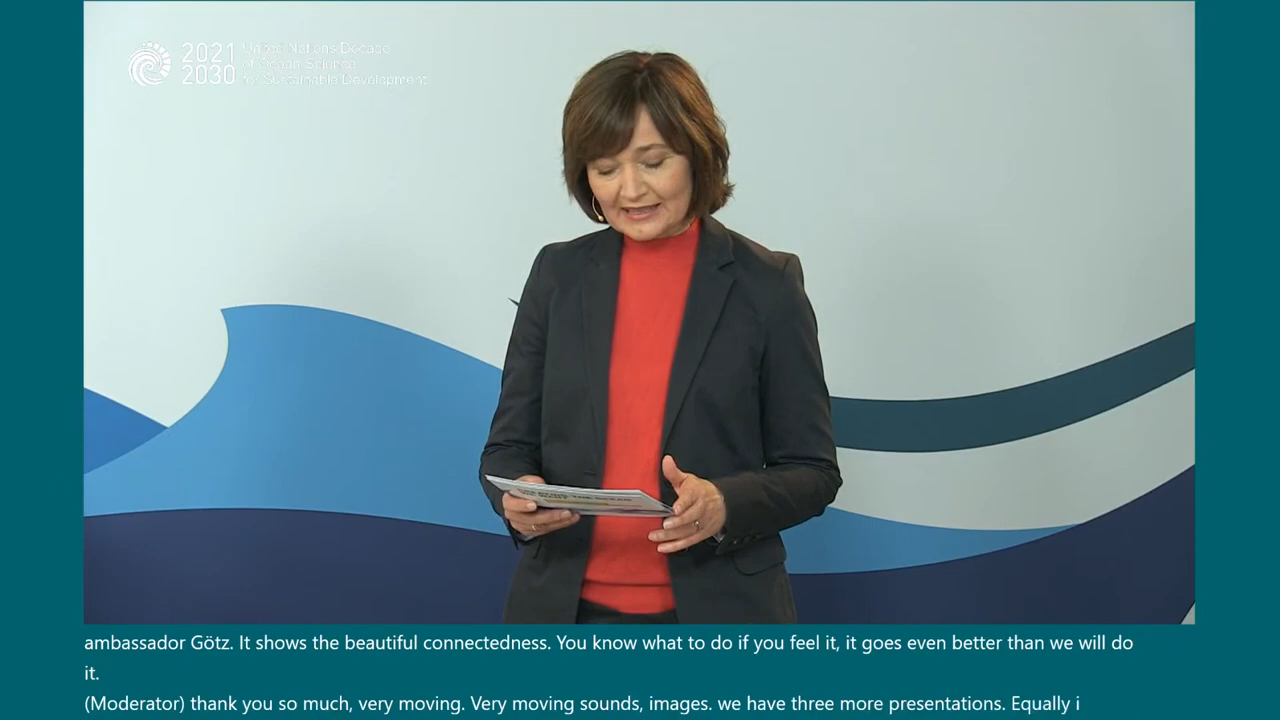 2021
2030
United Nations Decade
of Ocean Science
for Sustainable Development
ambassador Götz. It shows the beautiful connectedness. You know what to do if you feel it, it goes even better than we will do
it.
(Moderator) thank you so much, very moving. Very moving sounds, images. we have three more presentations. Equally i